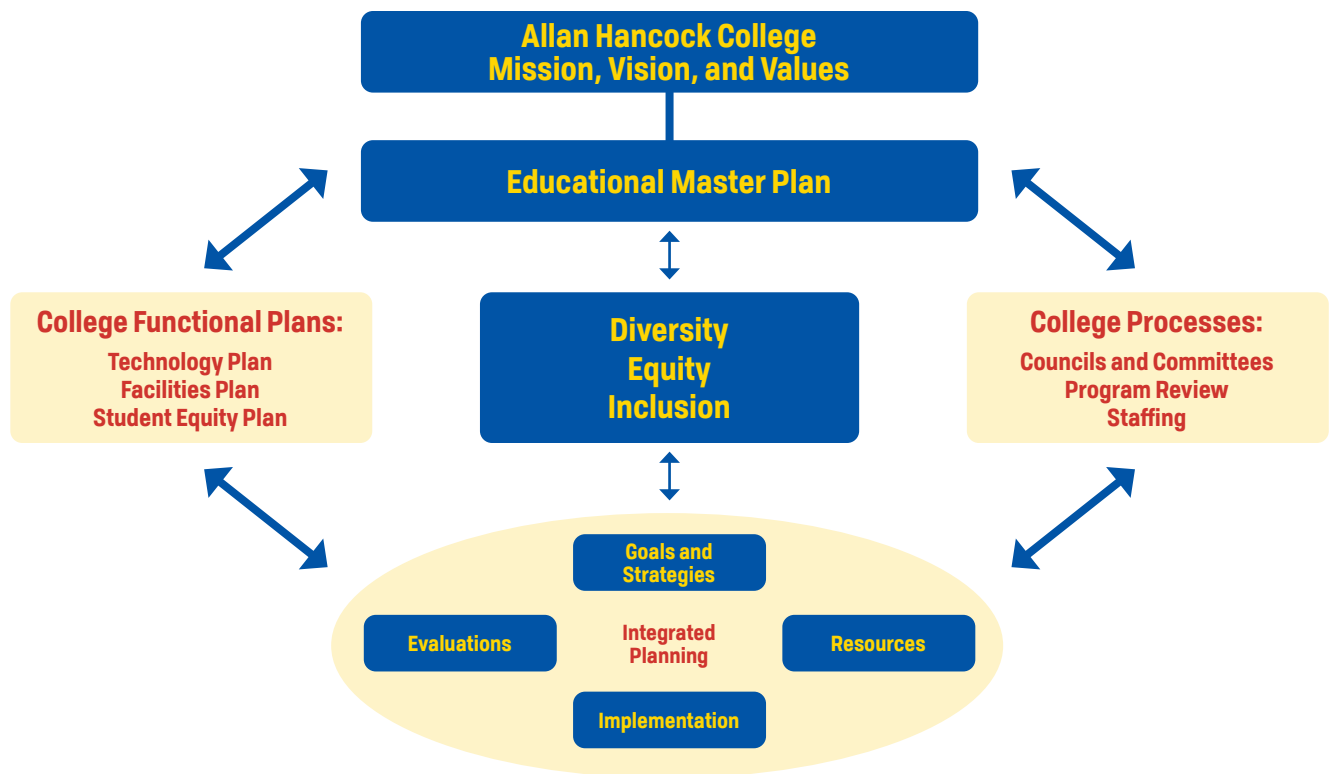 Allan Hancock College
Mission, Vision, and Values
Educational Master Plan
College Functional Plans:
Technology Plan
Facilities Plan
Student Equity Plan
Diversity
Equity
Inclusion
College Processes:
Councils and Committees
Program Review
Staffing
Goals and
Strategies
Evaluations
Integrated
Planning
Resources
Implementation